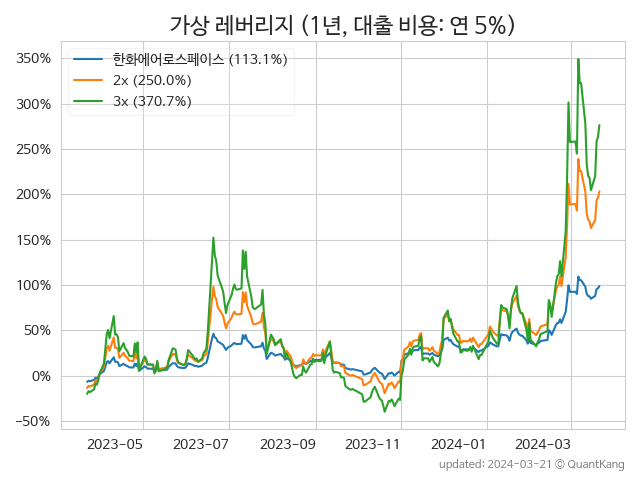 가상 레버리지 (1년, 대출 비용: 연 5%)
350%
300%
250%
200%
150%
100%
50%
0%
−50%
한화에어로스페이스 (113.1%)
2x (250.0%)
3x (370.7%)
2023-05 2023-07 2023-09 2023-11 2024-01 2024-03
updated: 2024-03-21 © QuantKang